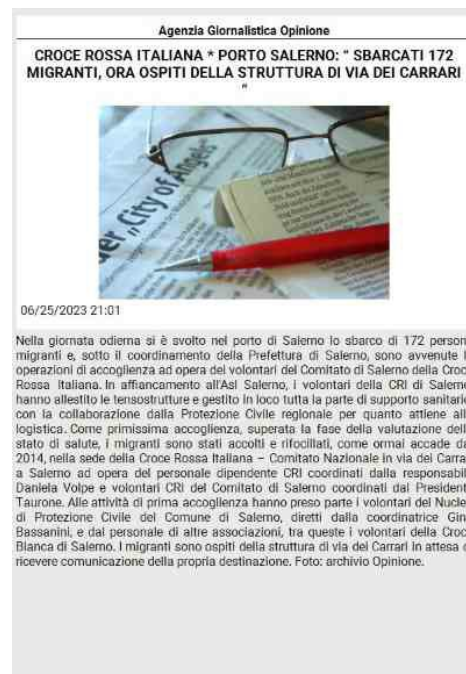 Agenzia Giornalistica Opinione
CROCE ROSSA ITALIANA * PORTO SALERNO: “ SBARCATI 172
MIGRANTI, ORA OSPITI DELLA STRUTTURA DI VIA DEI CARRARI
“
der „City of Angels“
06/25/2023 21:01
Nella giornata odierna si è svolto nel porto di Salerno lo sbarco di 172 person
migranti e, sotto il coordinamento della Prefettura di Salerno, sono avvenute l
operazioni di accoglienza ad opera dei volontari del Comitato di Salerno della Croc
Rossa Italiana. In affiancamento all'Asl Salerno, i volontari della CRI di Salern
hanno allestito le tensostrutture e gestito in loco tutta la parte di supporto sanitari
con la collaborazione dalla Protezione Civile regionale per quanto attiene all
logistica. Come primissima accoglienza, superata la fase della valutazione dell
stato di salute, i migranti sono stati accolti e rifocillati, come ormai accade da
2014, nella sede della Croce Rossa Italiana – Comitato Nazionale in via dei Carra
a Salerno ad opera del personale dipendente CRI coordinati dalla responsabil
Daniela Volpe e volontari CRI del Comitato di Salerno coordinati dal President
Taurone. Alle attività di prima accoglienza hanno preso parte i volontari del Nucle
di Protezione Civile del Comune di Salerno, diretti dalla coordinatrice Gin
Bassanini, e dal personale di altre associazioni, tra queste i volontari della Croc
Bianca di Salerno. I migranti sono ospiti della struttura di via dei Carrari in attesa d
ricevere comunicazione della propria destinazione. Foto: archivio Opinione.